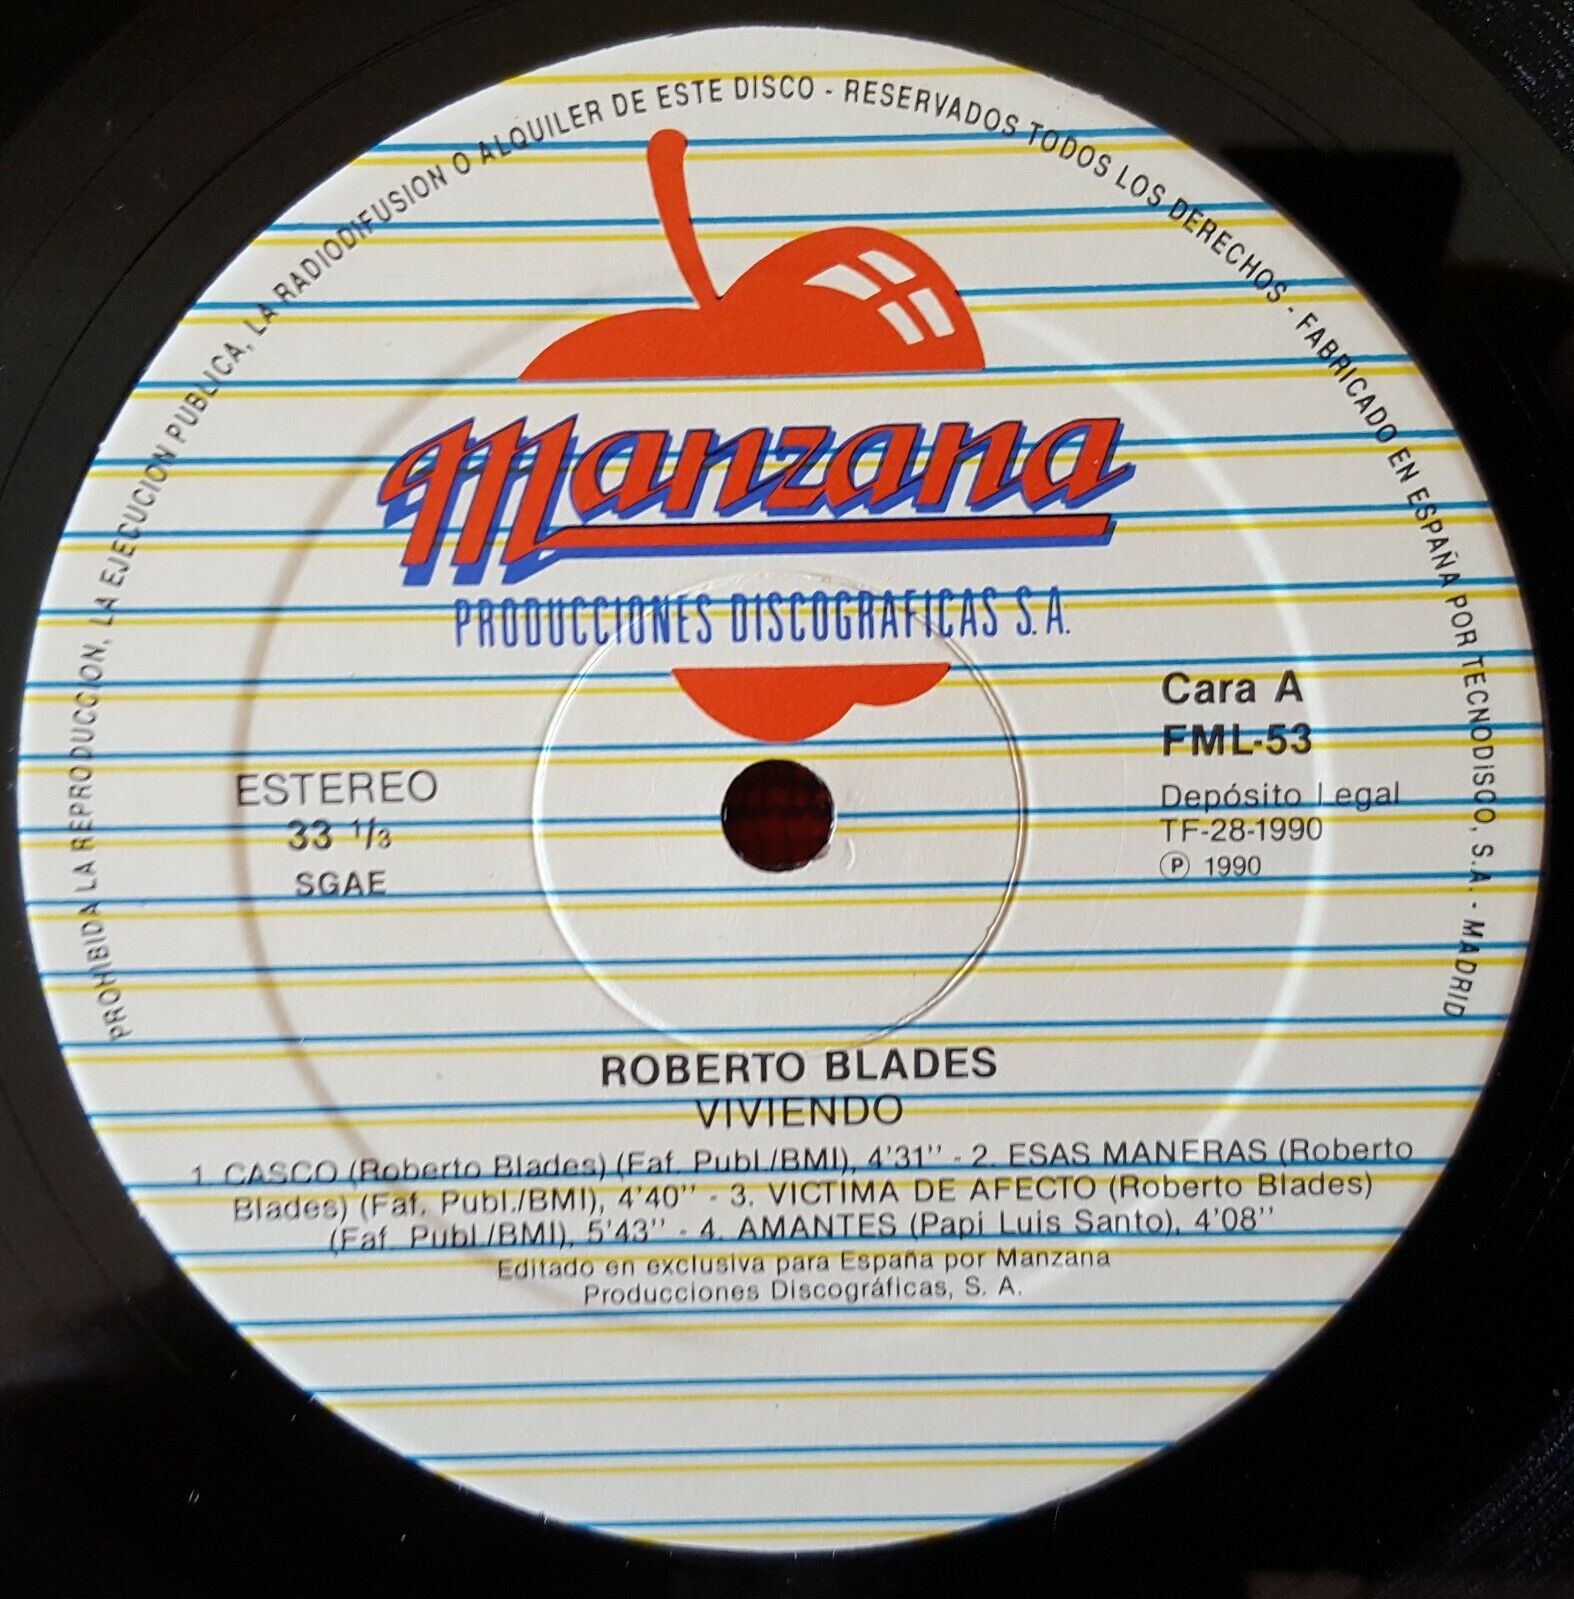 PROHIBIDA LA REPRODUCCION, LA EJECUCION PUBLICA, LA RADIODIFUSION O ALQUILER DE ESTE DISCO - RESERVADOS TODOS LOS DERECHOS - FABRICADO EN ESPAÑA POR TECNODISCO, S.A. - MADRID
Manzana
PRODUCCIONES DISCOGRAFICAS S.A.
Cara A
FML-53
Depósito Legal
TF-28-1990
Ⓟ 1990
ESTEREO
33 1/3
SGAE
ROBERTO BLADES
VIVIENDO
1. CASCO (Roberto Blades) (Faf. Publ./BMI), 4'31'' - 2. ESAS MANERAS (Roberto
Blades) (Faf. Publ./BMI), 4'40'' - 3. VICTIMA DE AFECTO (Roberto Blades)
(Faf. Publ./BMI), 5'43'' - 4. AMANTES (Papi Luis Santo), 4'08''
Editado en exclusiva para España por Manzana
Producciones Discográficas, S. A.